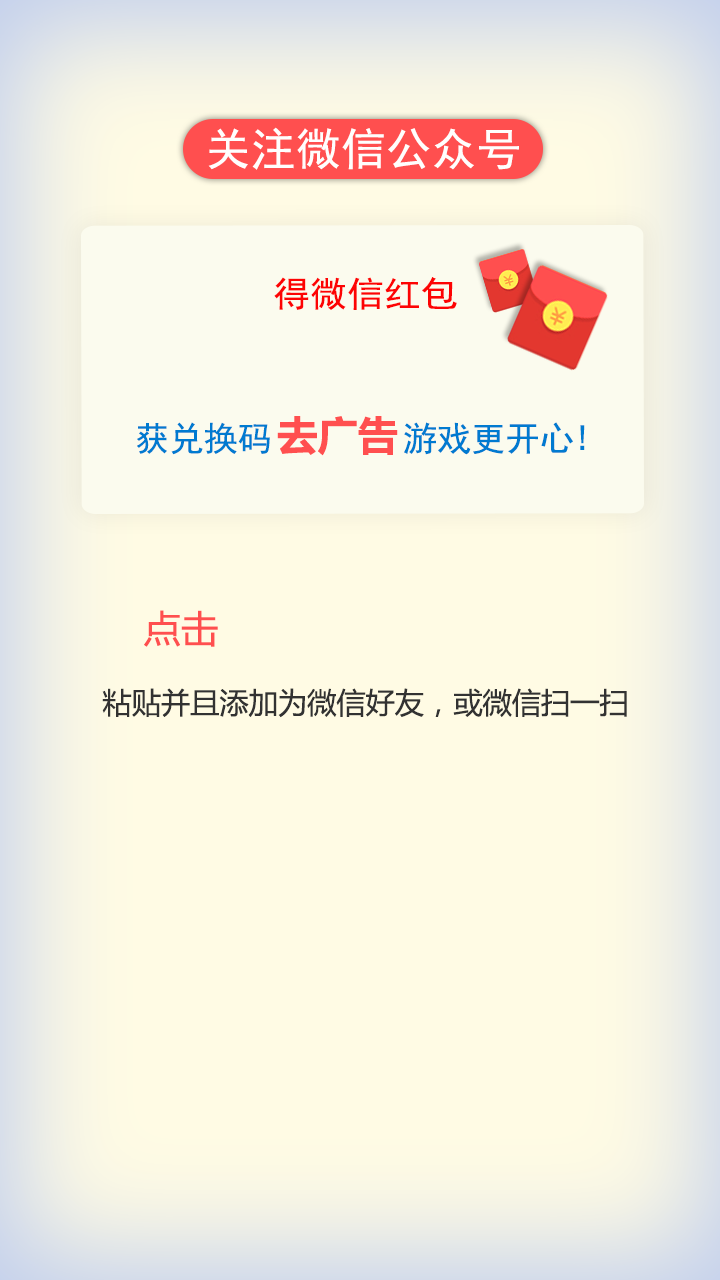 关注微信公众号
得微信红包
获兑换码去广告游戏更开心!
点击
粘贴并且添加为微信好友，或微信扫一扫